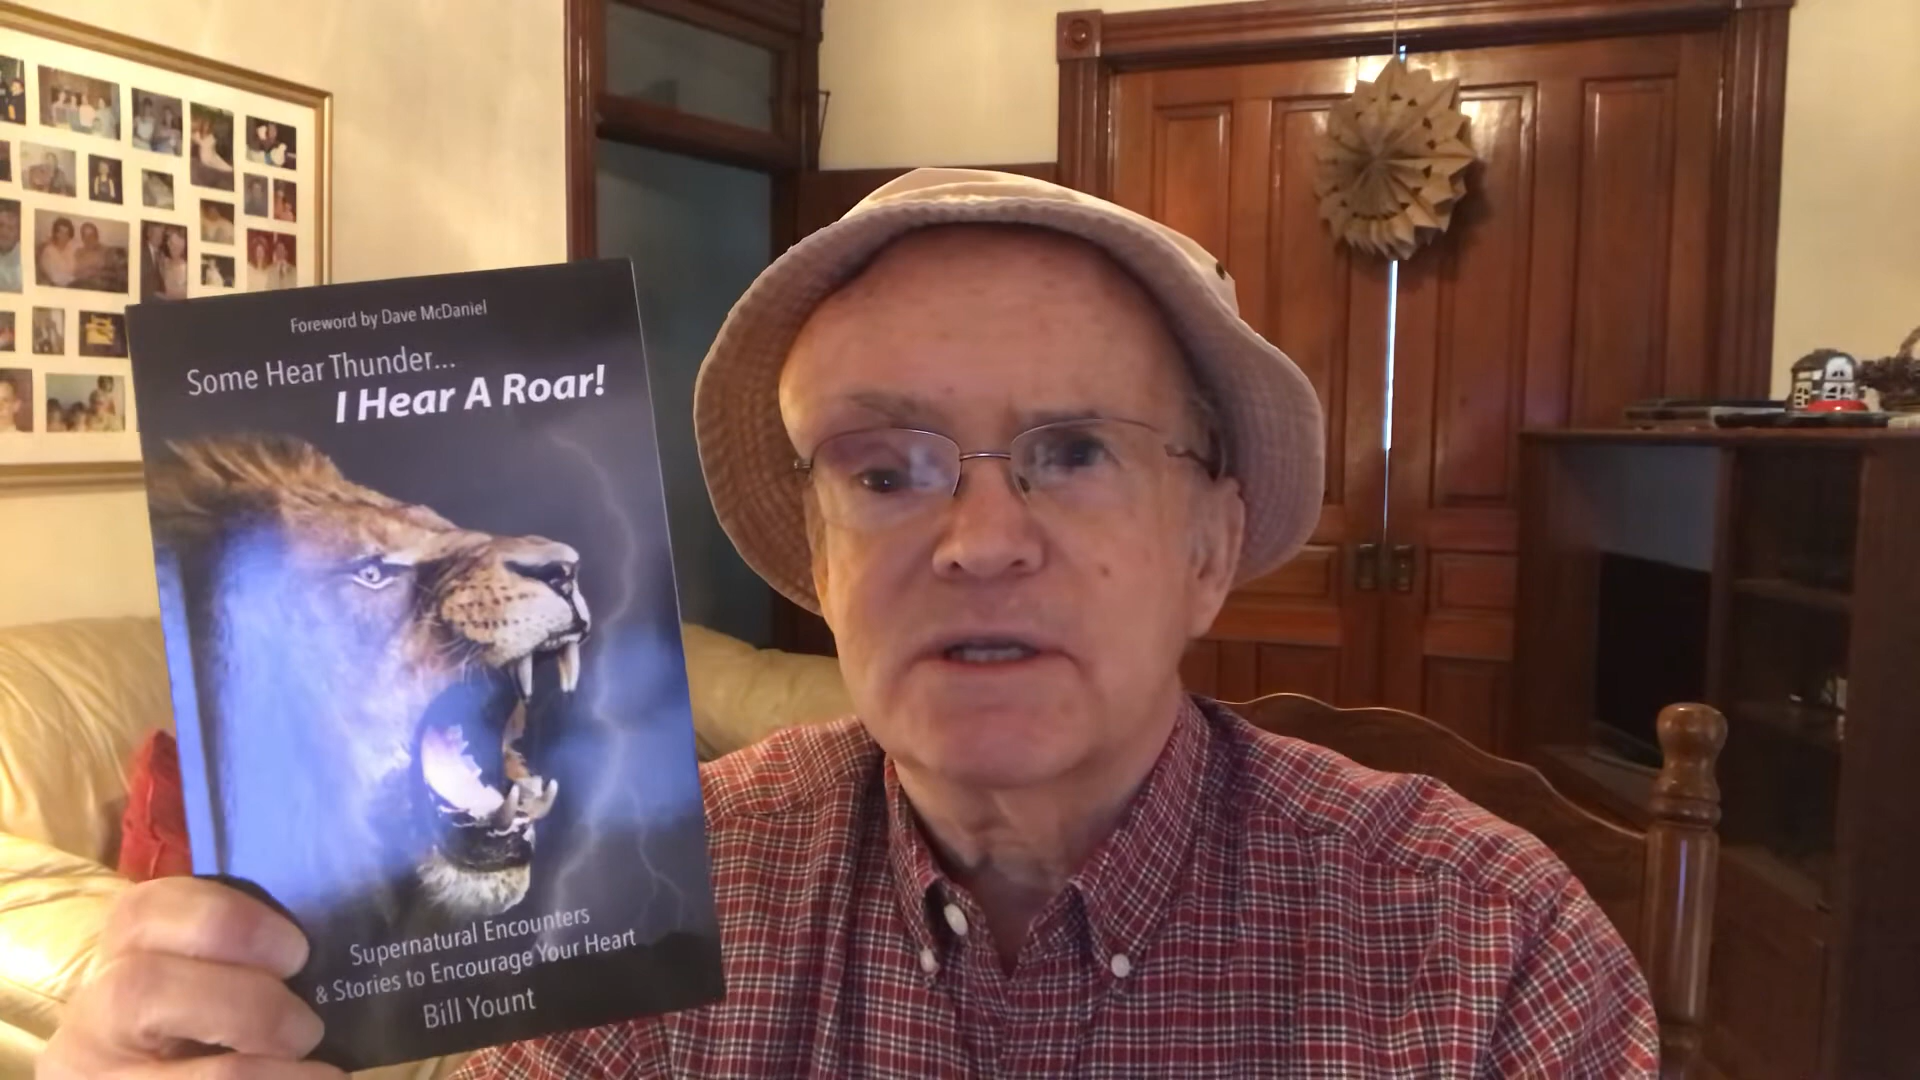 Foreword by Dave McDaniel
Some Hear Thunder...
I Hear A Roar!
Supernatural Encounters
& Stories to Encourage Your Heart
Bill Yount